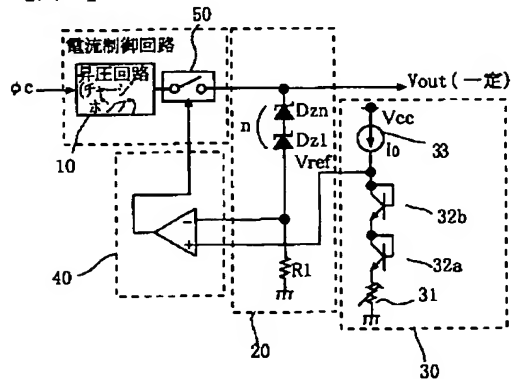 50
電流制御回路
φc
昇圧回路
(チャージ
ポンプ)
10
Vout(一定)
n
Dzn
Dz1
Vref
Vcc
Io
33
32b
32a
31
-
+
40
R1
20
30